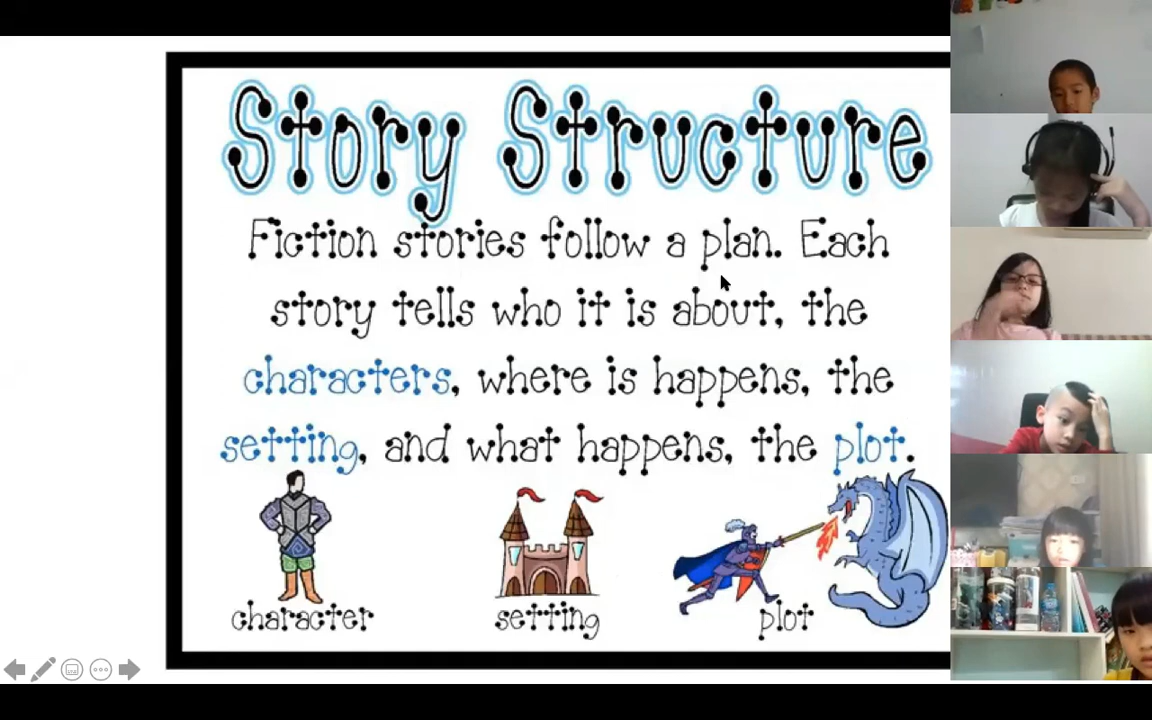 Story Structure
Fiction stories follow a plan. Each
story tells who it is about, the
characters, where is happens, the
setting, and what happens, the plot.
character
setting
plot